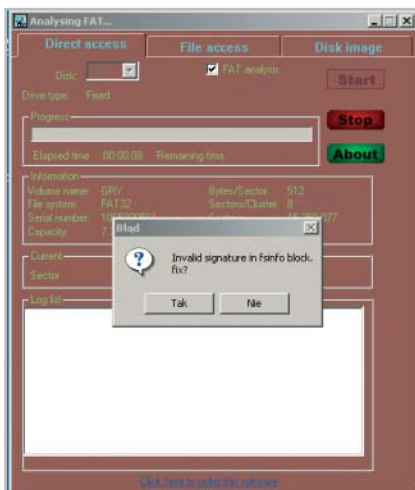 Analysing FAT...
Direct access File access Disk image
Disk: FAT analysis Start
Drive type: Fixed
Progress Stop
Elapsed time 00:00:08 Remaining time About
Information
Volume name: GRY Bytes/Sector: 512
File system: FAT32 Sectors/Cluster 8
Serial number:
Capacity:
Błąd
Invalid signature in fsinfo block.
fix?
Tak Nie
Current
Sector
Log list
Click here to order this software